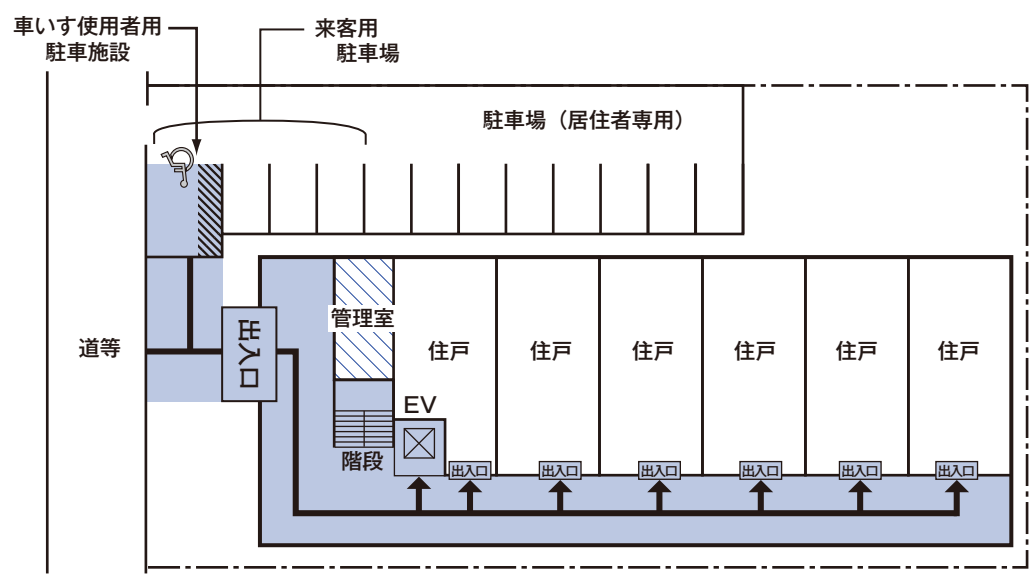 車いす使用者用
駐車施設
来客用
駐車場
駐車場（居住者専用）
道等
出入口
管理室
階段
EV
住戸
住戸
住戸
住戸
住戸
住戸
出入口
出入口
出入口
出入口
出入口
出入口